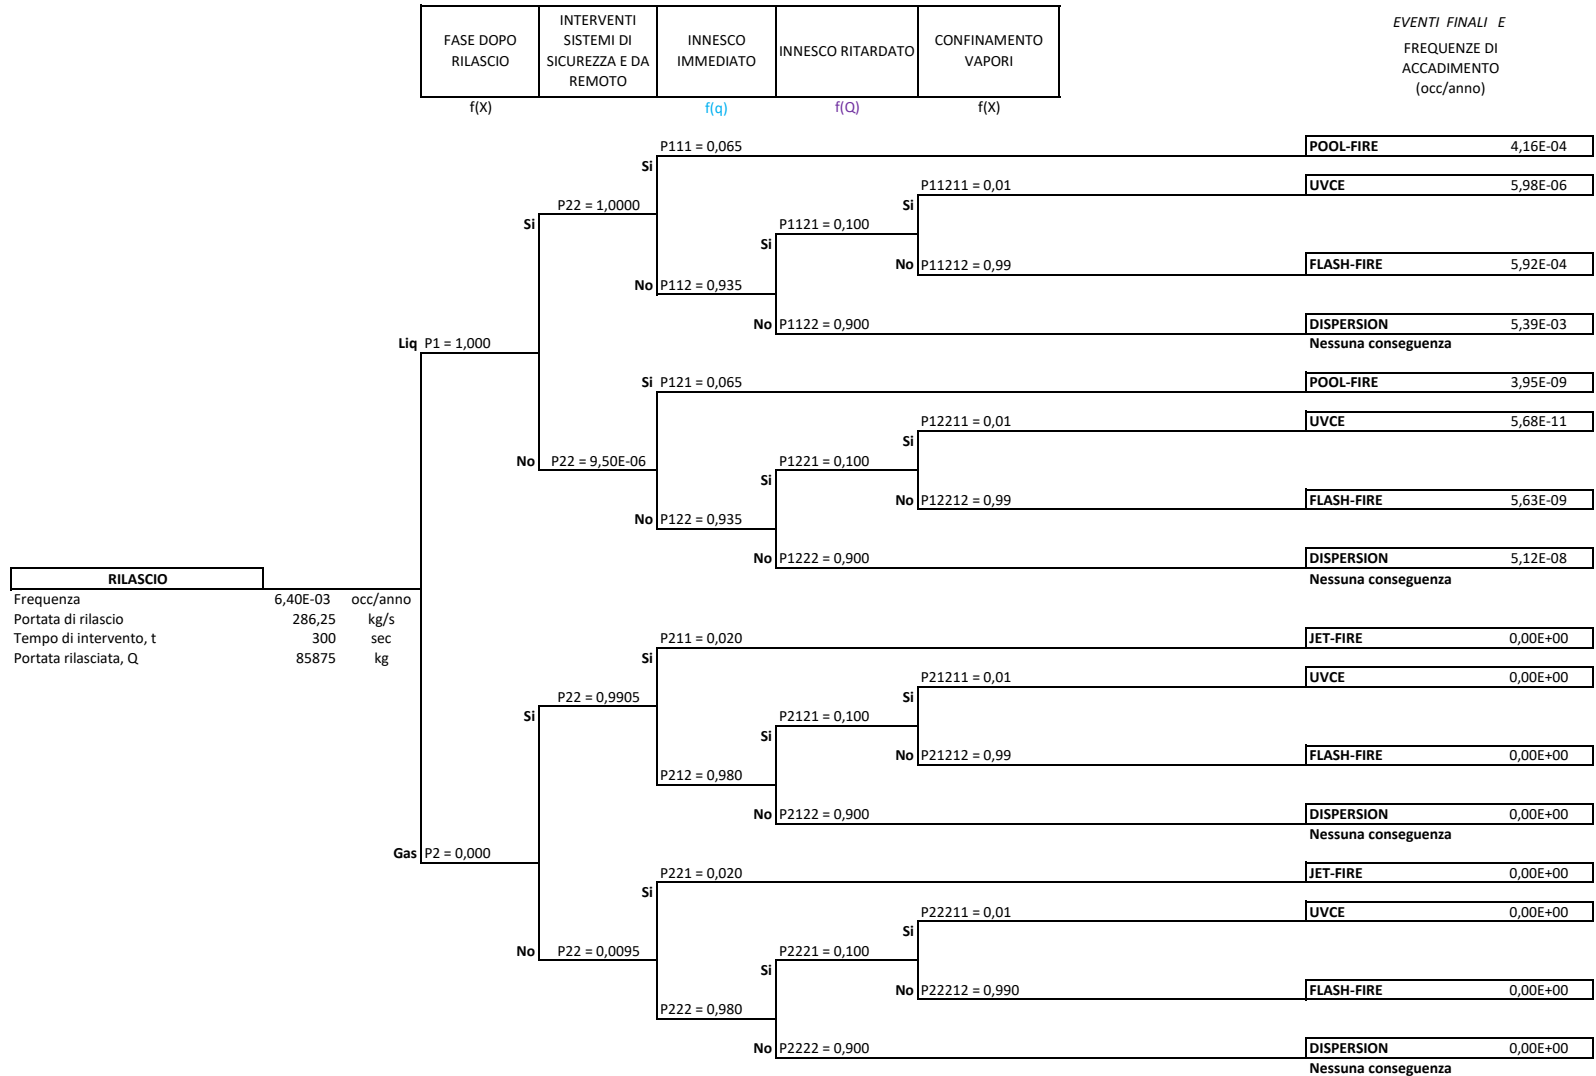 FASE DOPO
RILASCIO
INTERVENTI
SISTEMI DI
SICUREZZA E DA
REMOTO
INNESCO
IMMEDIATO
INNESCO RITARDATO
CONFINAMENTO
VAPORI
EVENTI FINALI E
FREQUENZE DI
ACCADIMENTO
(occ/anno)
f(X)
f(q)
f(Q)
f(X)
P111 = 0,065
POOL-FIRE 4,16E-04
Si
P11211 = 0,01
UVCE 5,98E-06
P22 = 1,0000
Si
Si
P1121 = 0,100
Si
No P11212 = 0,99
FLASH-FIRE 5,92E-04
No P112 = 0,935
No P1122 = 0,900
DISPERSION 5,39E-03
Nessuna conseguenza
Liq P1 = 1,000
Si P121 = 0,065
POOL-FIRE 3,95E-09
P12211 = 0,01
UVCE 5,68E-11
Si
No P22 = 9,50E-06
P1221 = 0,100
Si
No P12212 = 0,99
FLASH-FIRE 5,63E-09
No P122 = 0,935
No P1222 = 0,900
DISPERSION 5,12E-08
Nessuna conseguenza
RILASCIO
Frequenza 6,40E-03 occ/anno
Portata di rilascio 286,25 kg/s
Tempo di intervento, t 300 sec
Portata rilasciata, Q 85875 kg
P211 = 0,020
JET-FIRE 0,00E+00
Si
P21211 = 0,01
UVCE 0,00E+00
P22 = 0,9905
Si
Si
P2121 = 0,100
Si
No P21212 = 0,99
FLASH-FIRE 0,00E+00
P212 = 0,980
No P2122 = 0,900
DISPERSION 0,00E+00
Nessuna conseguenza
Gas P2 = 0,000
P221 = 0,020
JET-FIRE 0,00E+00
Si
P22211 = 0,01
UVCE 0,00E+00
Si
No P22 = 0,0095
P2221 = 0,100
Si
No P22212 = 0,990
FLASH-FIRE 0,00E+00
P222 = 0,980
No P2222 = 0,900
DISPERSION 0,00E+00
Nessuna conseguenza